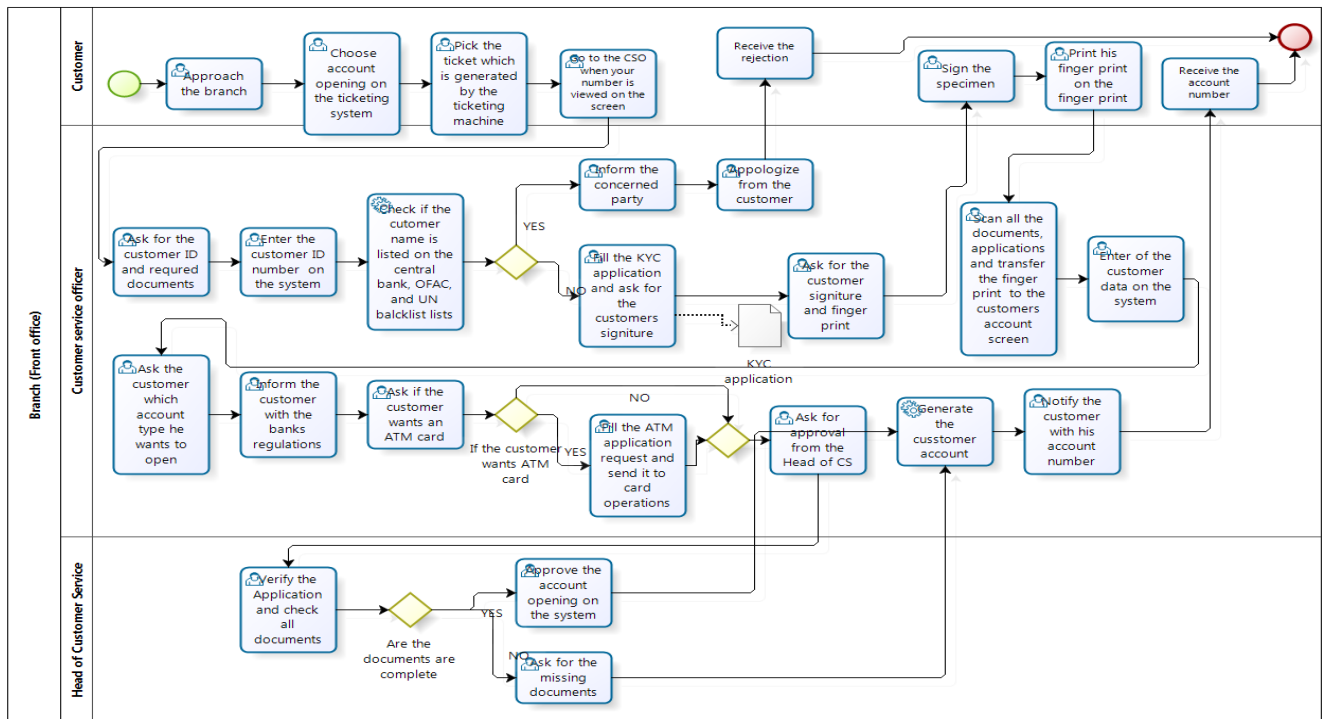 Branch (Front office)
Customer
Approach
the branch
Choose
account
opening on
the ticketing
system
Pick the
ticket which
is generated
by the
ticketing
machine
Go to the CSO
when your
number is
viewed on the
screen
Receive the
rejection
Sign the
specimen
Print his
finger print
on the
finger print
Receive the
account
number
Customer service officer
Ask for the
customer ID
and requred
documents
Enter the
customer ID
number on
the system
Check if the
cutomer
name is
listed on the
central
bank, OFAC,
and UN
balcklist lists
YES
NO
Inform the
concerned
party
Appologize
from the
customer
Fill the KYC
application
and ask for
the
customers
signiture
KYC
application
Ask for the
customer
signiture
and finger
print
Scan all the
documents,
applications
and transfer
the finger
print to the
customers
account
screen
Enter of the
customer
data on the
system
Ask the
customer
which
account
type he
wants to
open
Inform the
customer
with the
banks
regulations
Ask if the
customer
wants an
ATM card
If the customer
wants ATM
card
NO
YES
Fill the ATM
application
request and
send it to
card
operations
Ask for
approval
from the
Head of CS
Generate
the
cusstomer
account
Notify the
customer
with his
account
number
Head of Customer Service
Verify the
Application
and check
all
documents
Are the
documents are
complete
YES
NO
Approve the
account
opening on
the system
Ask for the
missing
documents